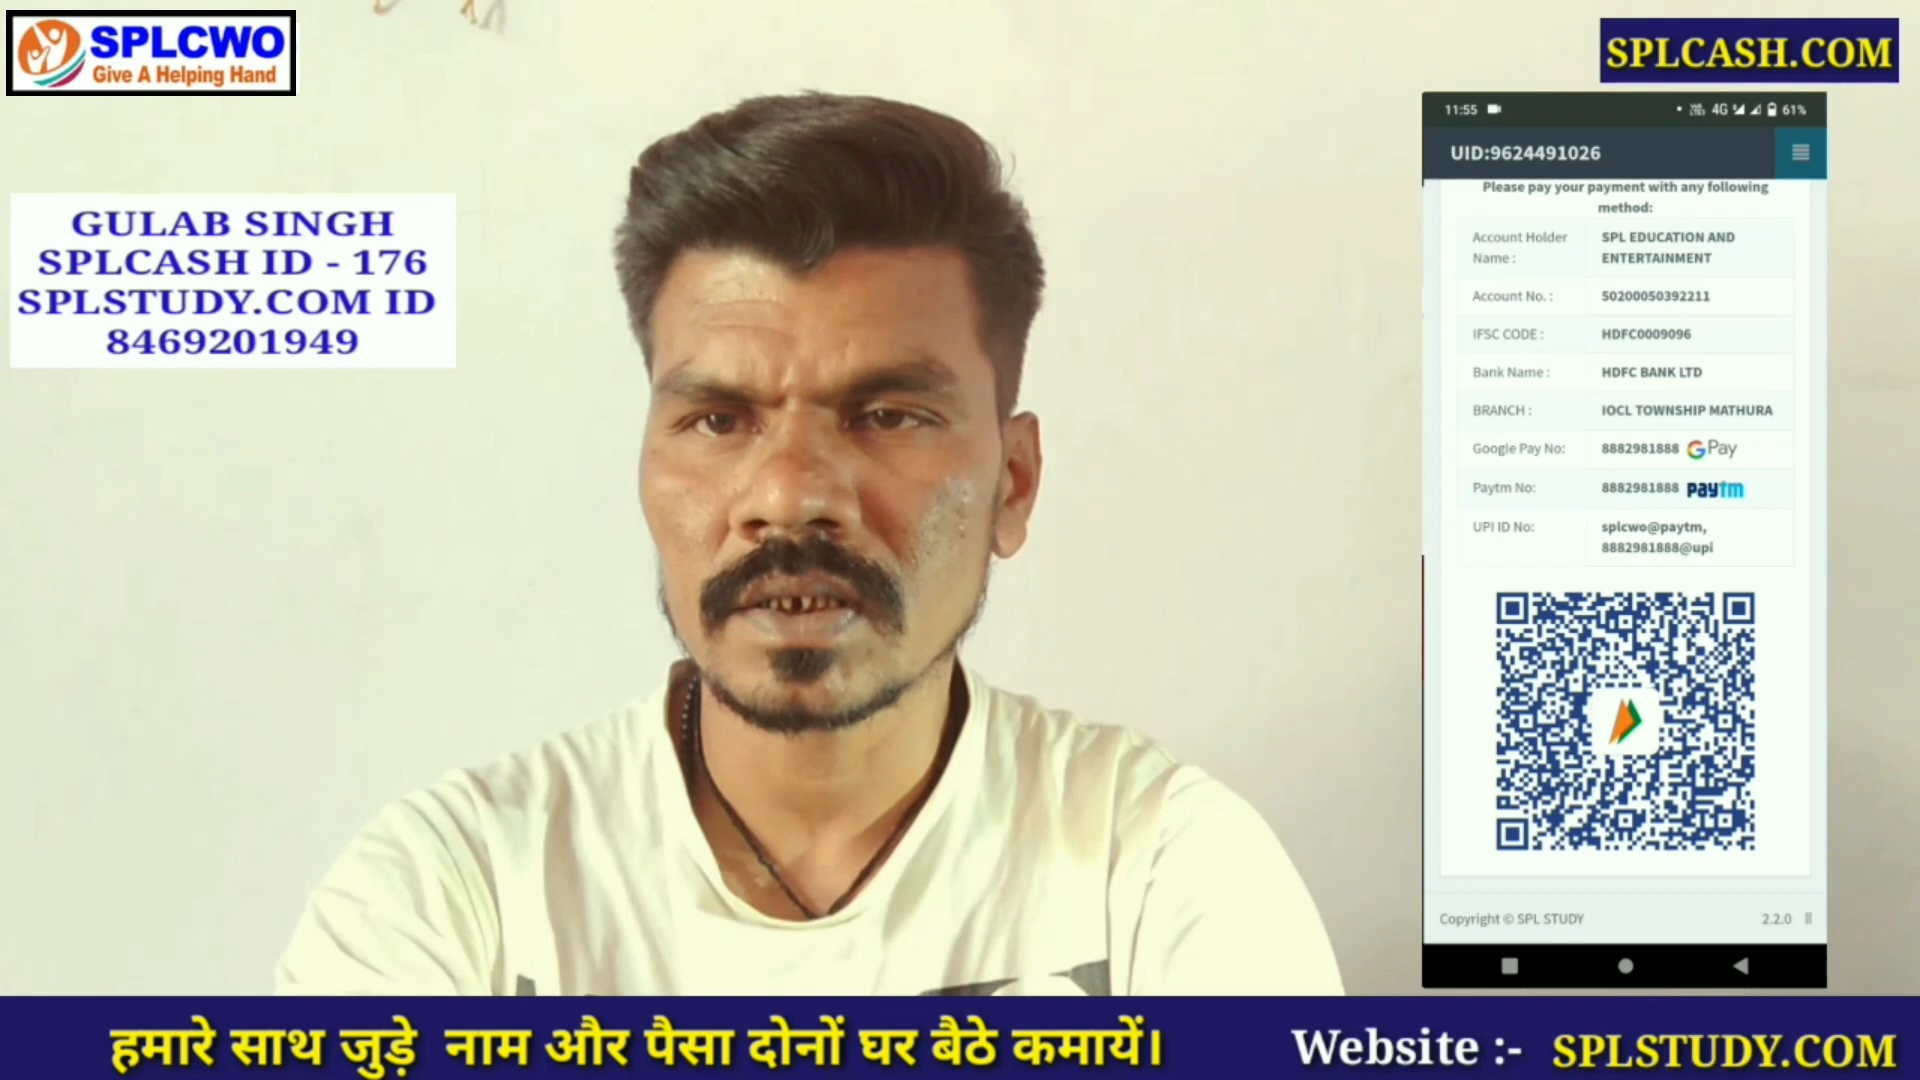 SPLCWO
Give A Helping Hand
SPLCASH.COM
GULAB SINGH
SPLCASH ID - 176
SPLSTUDY.COM ID
8469201949
11:55
4G
61%
UID:9624491026
Please pay your payment with any following
method:
Account Holder
Name :
SPL EDUCATION AND
ENTERTAINMENT
Account No. : 50200050392211
IFSC CODE : HDFC0009096
Bank Name : HDFC BANK LTD
BRANCH : IOCL TOWNSHIP MATHURA
Google Pay No: 8882981888 G Pay
Paytm No: 8882981888 paytm
UPI ID No: splcwo@paytm,
8882981888@upi
Copyright © SPL STUDY 2.2.0
हमारे साथ जुड़े नाम और पैसा दोनों घर बैठे कमायें। Website :- SPLSTUDY.COM